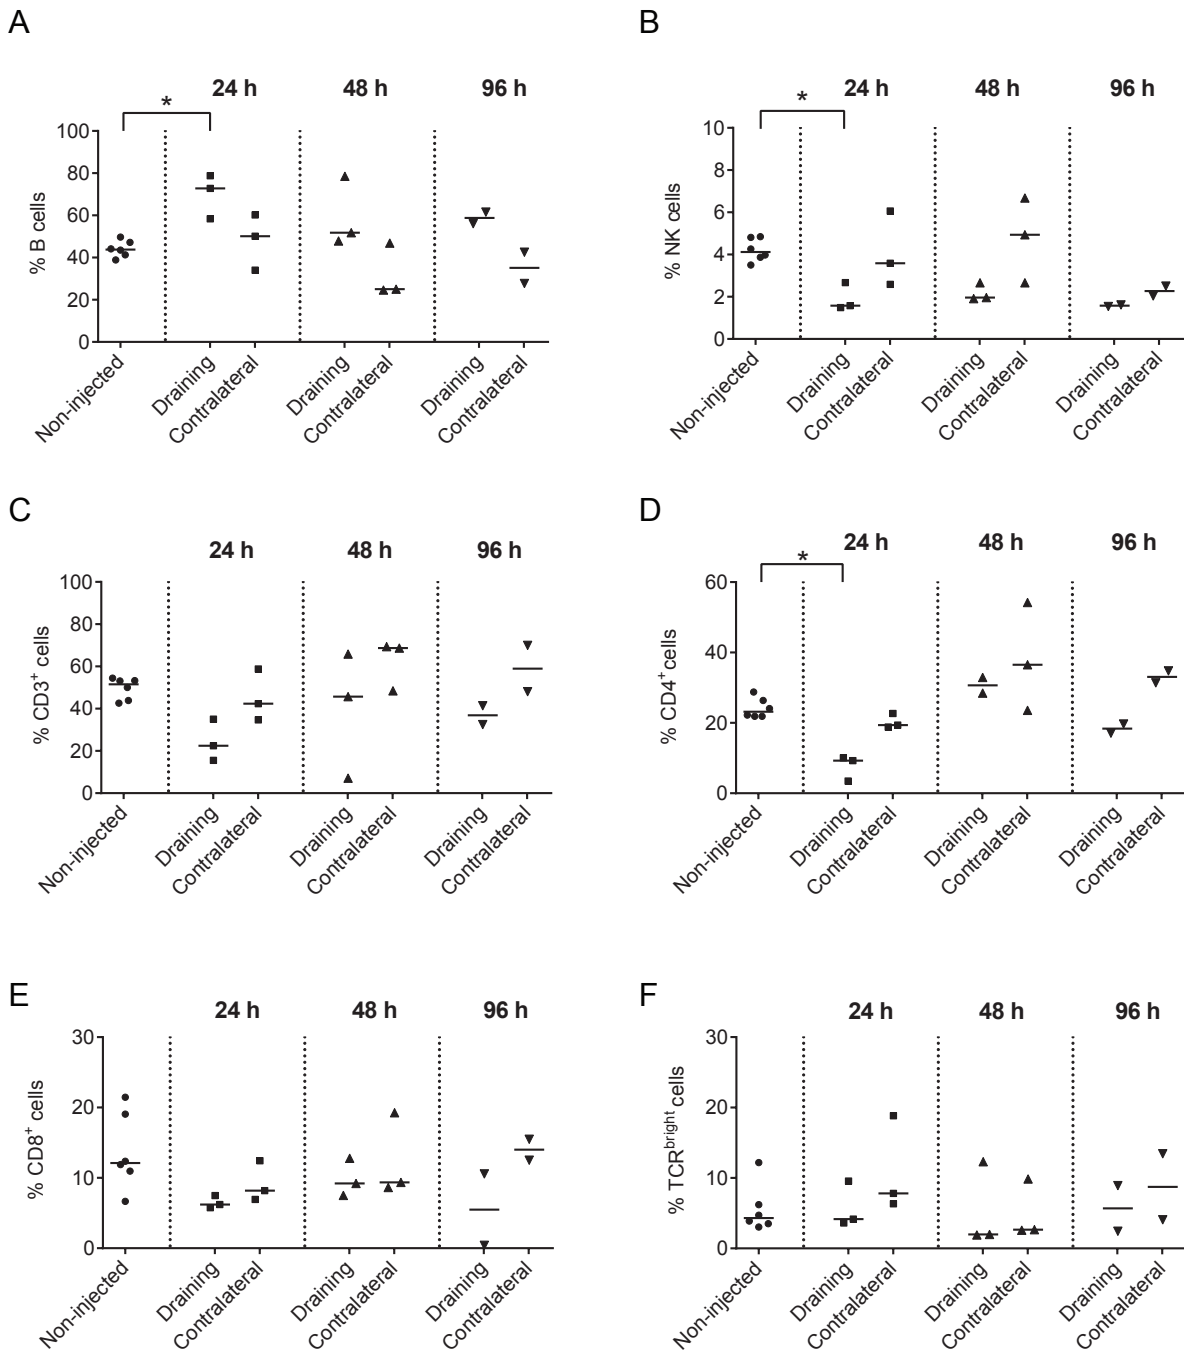 A
24 h 48 h 96 h
*
100
80
60
40
20
0
% B cells
Non-injected
Draining
Contralateral
Draining
Contralateral
Draining
Contralateral
B
24 h 48 h 96 h
*
10
8
6
4
2
0
% NK cells
Non-injected
Draining
Contralateral
Draining
Contralateral
Draining
Contralateral
C
24 h 48 h 96 h
100
80
60
40
20
0
% CD3+ cells
Non-injected
Draining
Contralateral
Draining
Contralateral
Draining
Contralateral
D
24 h 48 h 96 h
*
60
40
20
0
% CD4+ cells
Non-injected
Draining
Contralateral
Draining
Contralateral
Draining
Contralateral
E
24 h 48 h 96 h
30
20
10
0
% CD8+ cells
Non-injected
Draining
Contralateral
Draining
Contralateral
Draining
Contralateral
F
24 h 48 h 96 h
30
20
10
0
% TCRbright cells
Non-injected
Draining
Contralateral
Draining
Contralateral
Draining
Contralateral